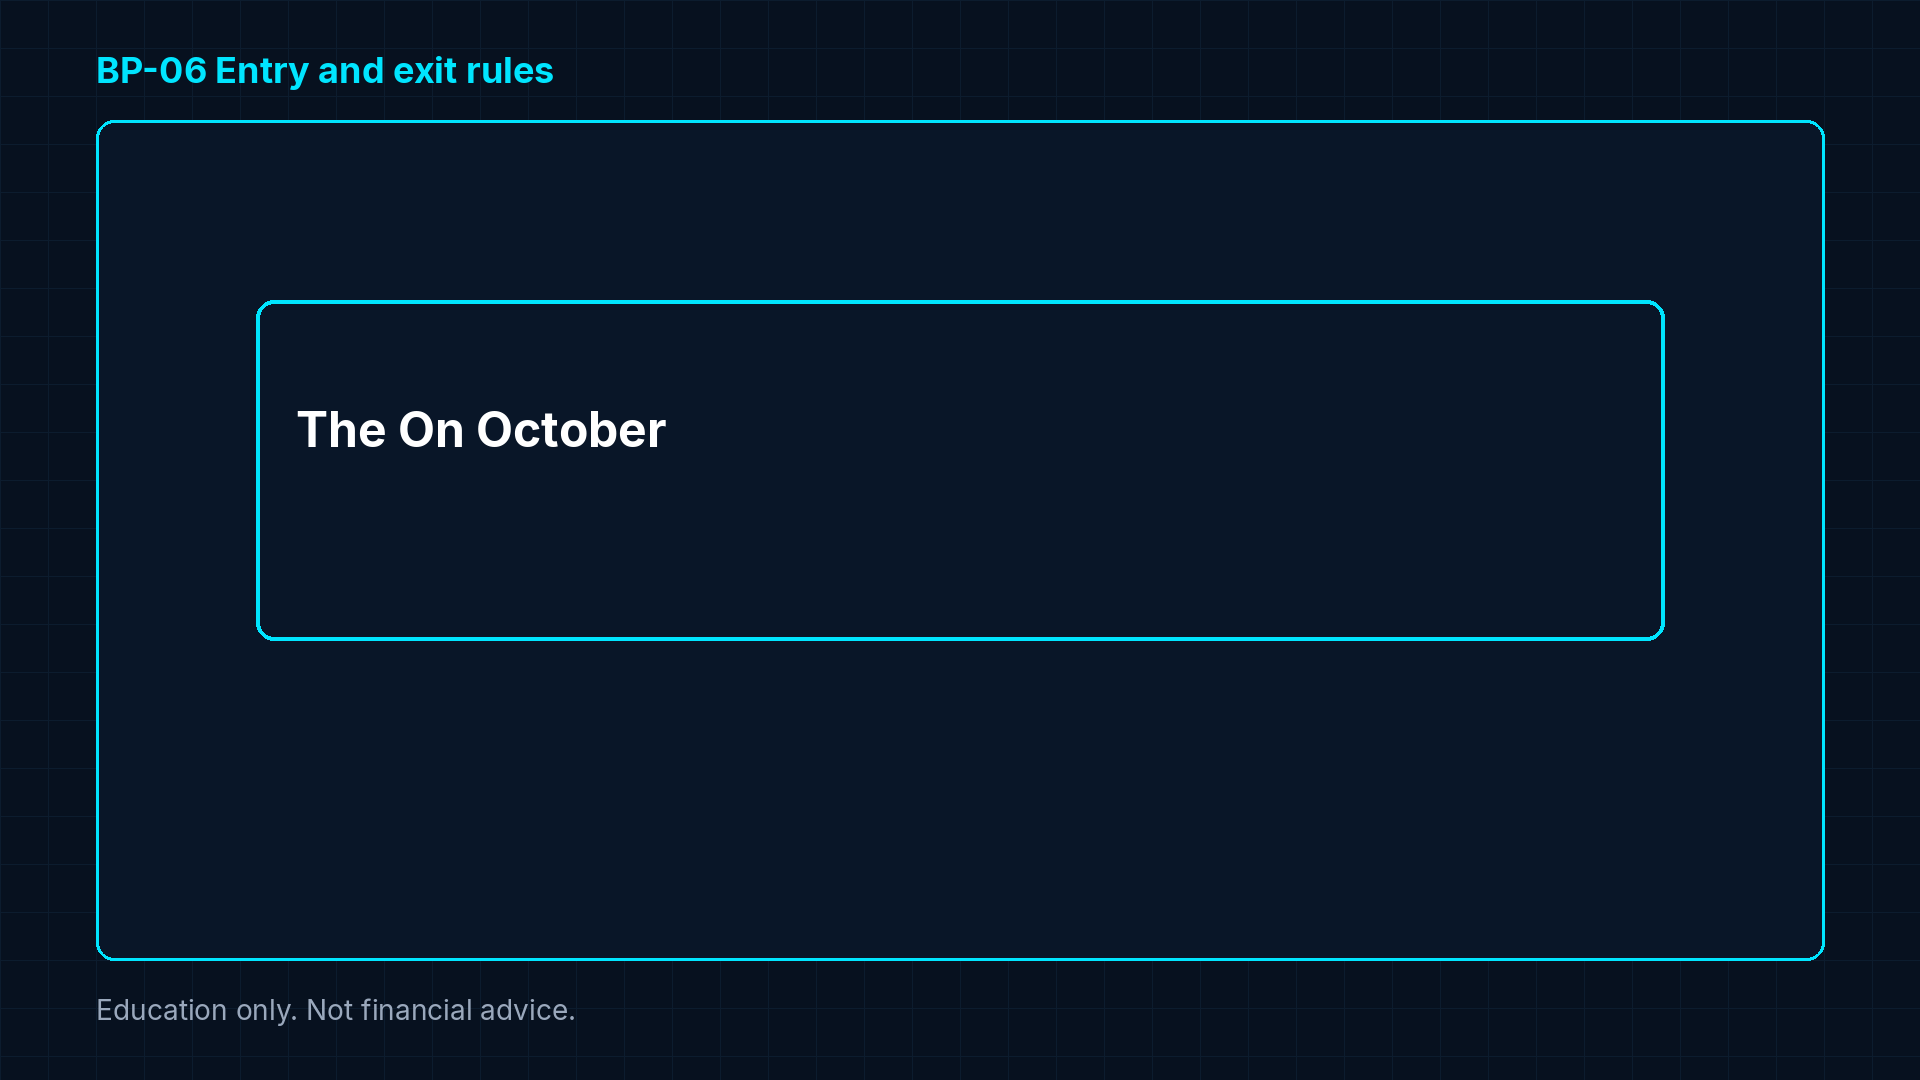 BP-06 Entry and exit rules
The On October
Education only. Not financial advice.